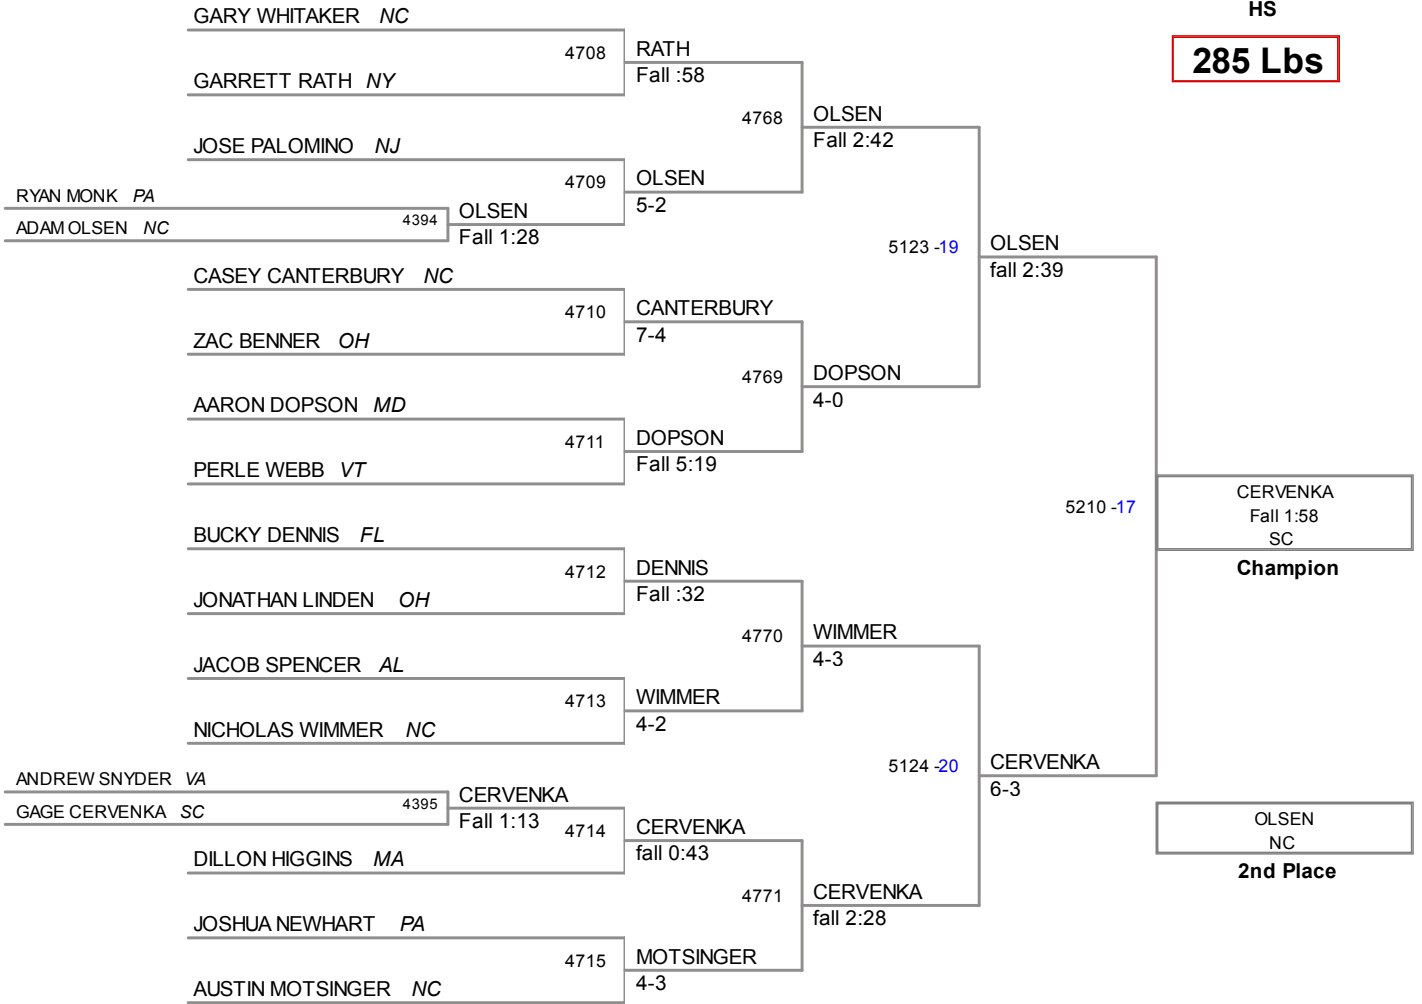 GARY WHITAKER NC
HS
4708 RATH
285 Lbs
Fall :58
GARRETT RATH NY
4768 OLSEN
Fall 2:42
JOSE PALOMINO NJ
4709 OLSEN
5-2
RYAN MONK PA
4394 OLSEN
ADAM OLSEN NC
Fall 1:28
5123 -19 OLSEN
fall 2:39
CASEY CANTERBURY NC
4710 CANTERBURY
7-4
ZAC BENNER OH
4769 DOPSON
4-0
AARON DOPSON MD
4711 DOPSON
Fall 5:19
PERLE WEBB VT
5210 -17 CERVENKA
Fall 1:58
SC
Champion
BUCKY DENNIS FL
4712 DENNIS
Fall :32
JONATHAN LINDEN OH
4770 WIMMER
4-3
JACOB SPENCER AL
4713 WIMMER
4-2
NICHOLAS WIMMER NC
5124 -20 CERVENKA
6-3
ANDREW SNYDER VA
4395 CERVENKA
GAGE CERVENKA SC
Fall 1:13
4714 CERVENKA
fall 0:43
OLSEN
NC
2nd Place
DILLON HIGGINS MA
4771 CERVENKA
fall 2:28
JOSHUA NEWHART PA
4715 MOTSINGER
4-3
AUSTIN MOTSINGER NC